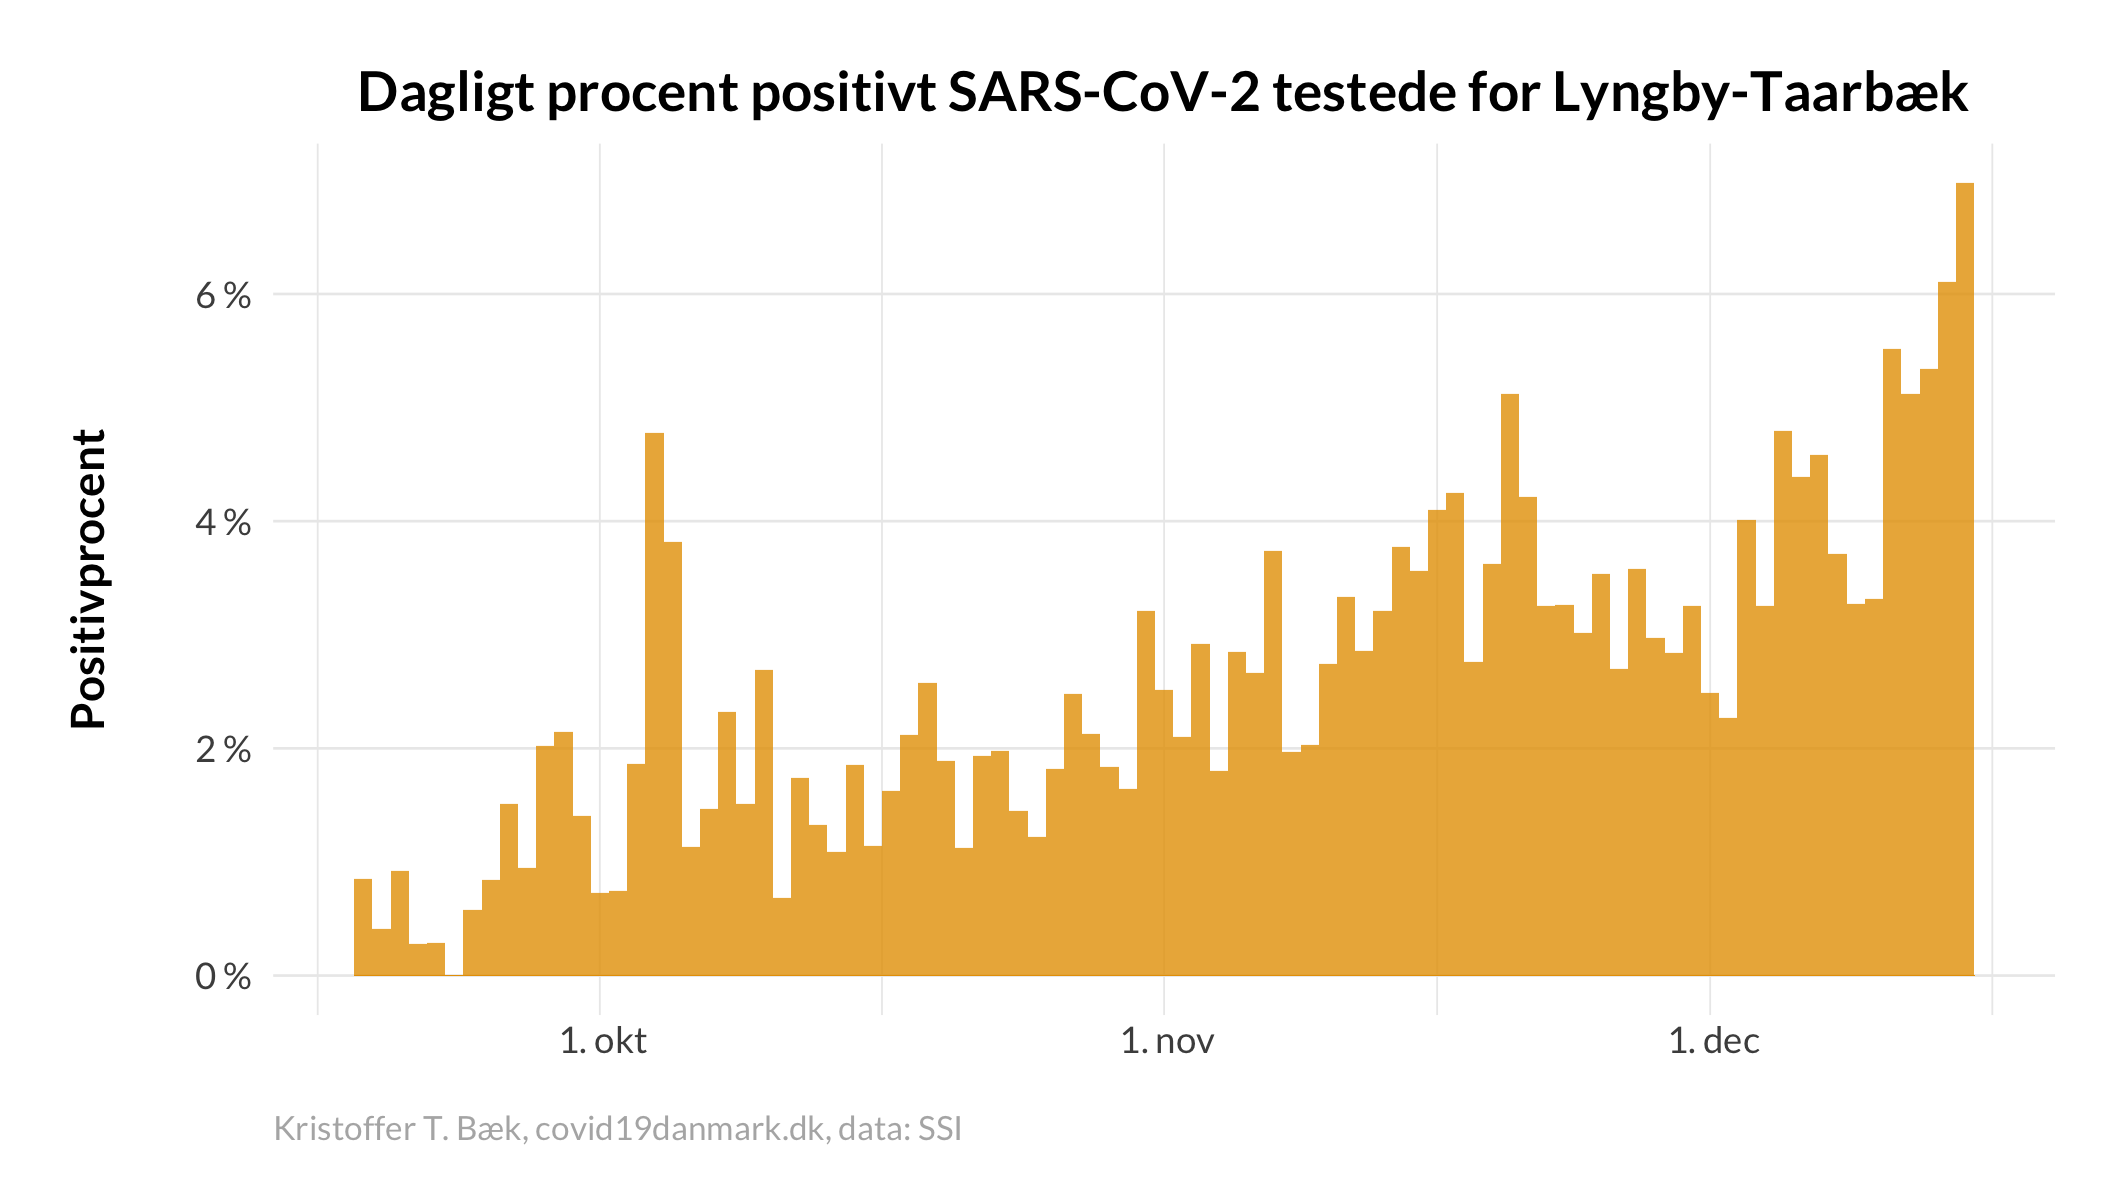 Dagligt procent positivt SARS-CoV-2 testede for Lyngby-Taarbæk
Positivprocent
6 %
4 %
2 %
0 %
1. okt
1. nov
1. dec
Kristoffer T. Bæk, covid19danmark.dk, data: SSI